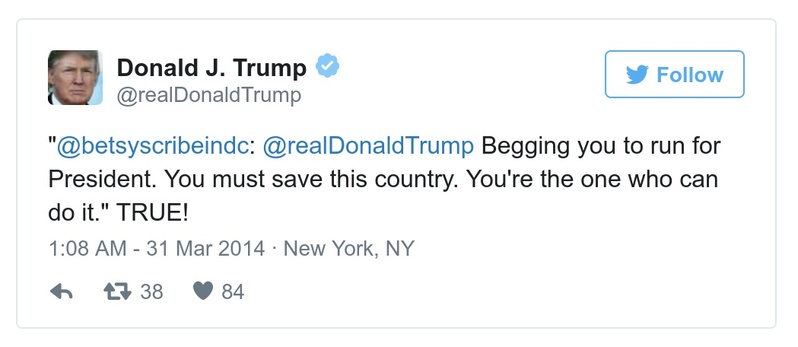 Donald J. Trump
@realDonaldTrump
Follow
"@betsyscribeindc: @realDonaldTrump Begging you to run for
President. You must save this country. You're the one who can
do it." TRUE!
1:08 AM - 31 Mar 2014 · New York, NY
38 84